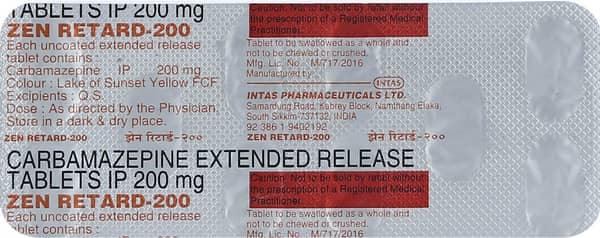 TABLETS IP 200 mg
ZEN RETARD-200
Each uncoated extended release
tablet contains :
Carbamazepine IP 200 mg
Colour : Lake of Sunset Yellow FCF
Excipients : Q.S.
Dose : As directed by the Physician.
Store in a dark & dry place.
ZEN RETARD-200 झेन रिटार्ड-२००
Caution: Not to be sold by retail without
the prescription of a Registered Medical
Practitioner.
Tablet to be swallowed as a whole and
not to be chewed or crushed.
Mfg. Lic. No. M/717/2016
Manufactured by
INTAS
INTAS PHARMACEUTICALS LTD.
Samardung Road, Kabrey Block, Namthang Elaka,
South Sikkim-737132, INDIA
92 386 1 9402192
ZEN RETARD-200 झेन रिटार्ड-२००
CARBAMAZEPINE EXTENDED RELEASE
TABLETS IP 200 mg
ZEN RETARD-200
Each uncoated extended release
tablet contains :
Caution: Not to be sold by retail without
the prescription of a Registered Medical
Practitioner.
Tablet to be swallowed as a whole and
not to be chewed or crushed.
Mfg. Lic. No. M/717/2016